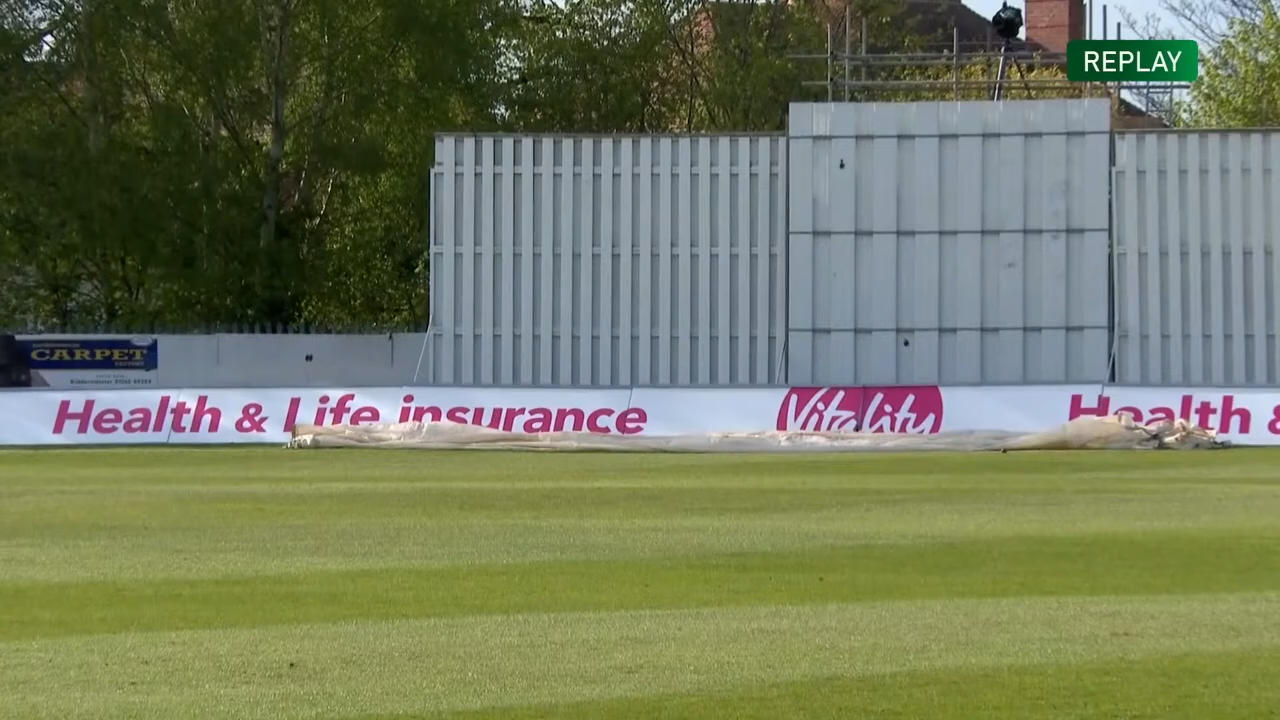 REPLAY
CARPET
Health & Life insurance
Vitality
Health &